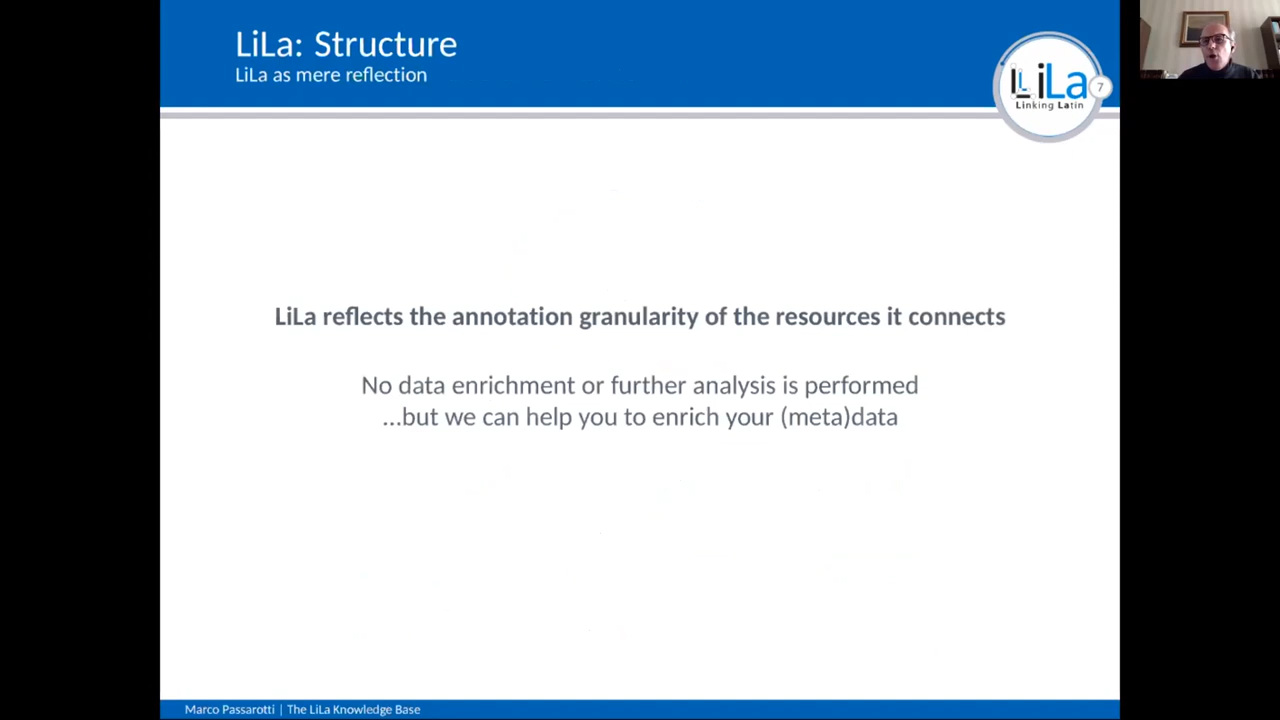 LiLa: Structure
LiLa as mere reflection
LiLa
Linking Latin
7
LiLa reflects the annotation granularity of the resources it connects
No data enrichment or further analysis is performed
...but we can help you to enrich your (meta)data
Marco Passarotti | The LiLa Knowledge Base